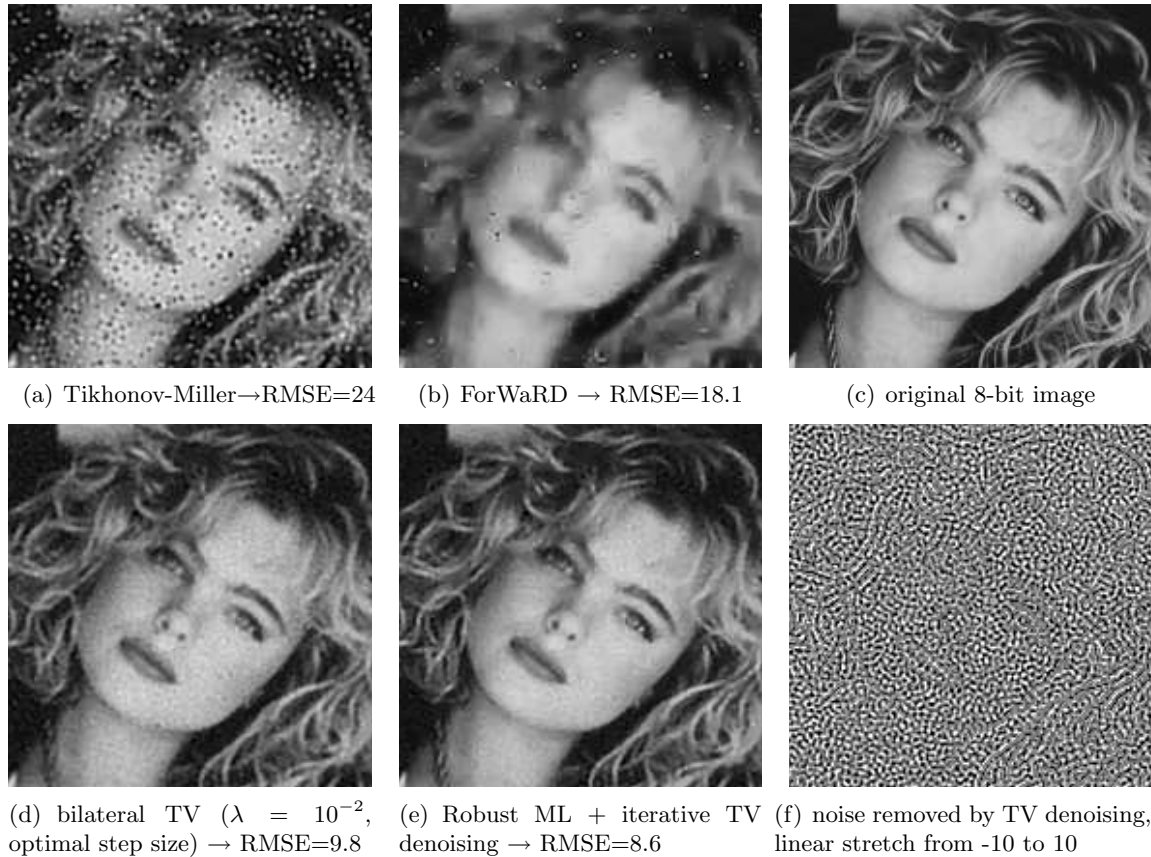 (a) Tikhonov-Miller→RMSE=24
(b) ForWaRD → RMSE=18.1
(c) original 8-bit image
(d) bilateral TV (λ = 10⁻², 
optimal step size) → RMSE=9.8
(e) Robust ML + iterative TV
denoising → RMSE=8.6
(f) noise removed by TV denoising,
linear stretch from -10 to 10